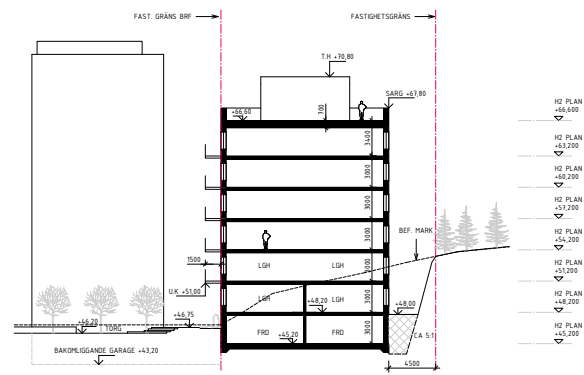 FAST. GRÄNS BRF
FASTIGHETSGRÄNS
T.H +70,80
SARG +67,80
+66,60
700
3400
3000
3000
3000
3000
3000
3000
3000
H2 PLAN
+66,600
H2 PLAN
+63,200
H2 PLAN
+60,200
H2 PLAN
+57,200
H2 PLAN
+54,200
H2 PLAN
+51,200
H2 PLAN
+48,200
H2 PLAN
+45,200
BEF. MARK
1500
LGH
LGH
U.K +51,00
LGH
LGH
+48,20
+48,00
+46,75
+46,20
TORG
FRD
FRD
+45,20
CA 5:1
BAKOMLIGGANDE GARAGE +43,20
4500